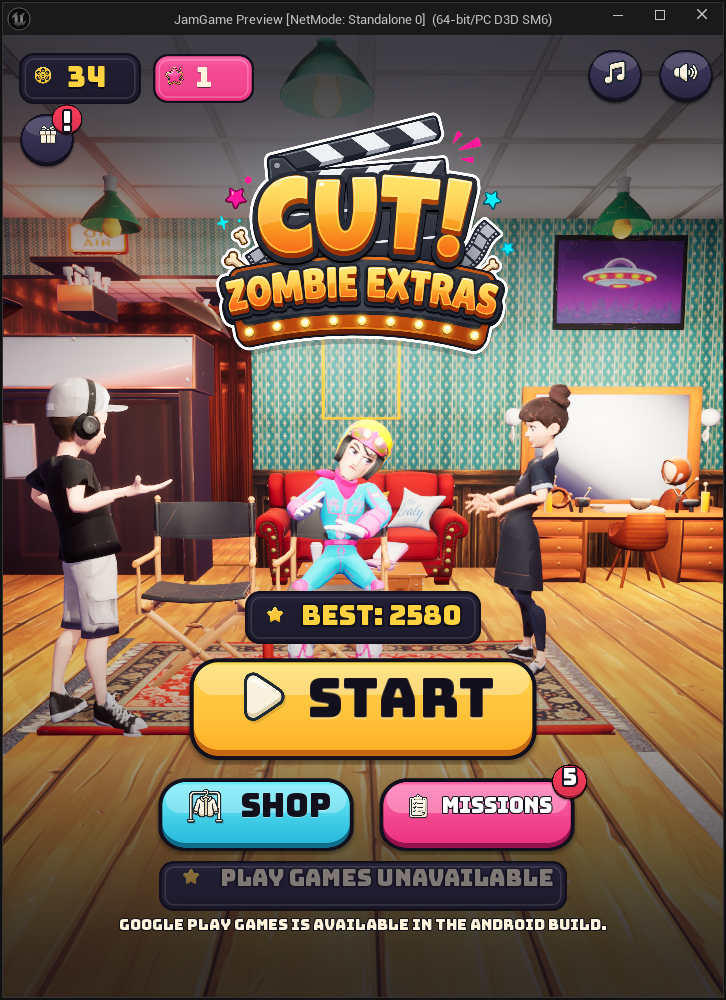 JamGame Preview [NetMode: Standalone 0] (64-bit/PC D3D SM6)
34
1
!
ON
AIR
CUT!
ZOMBIE EXTRAS
BEST: 2580
START
SHOP
MISSIONS
5
PLAY GAMES UNAVAILABLE
GOOGLE PLAY GAMES IS AVAILABLE IN THE ANDROID BUILD.